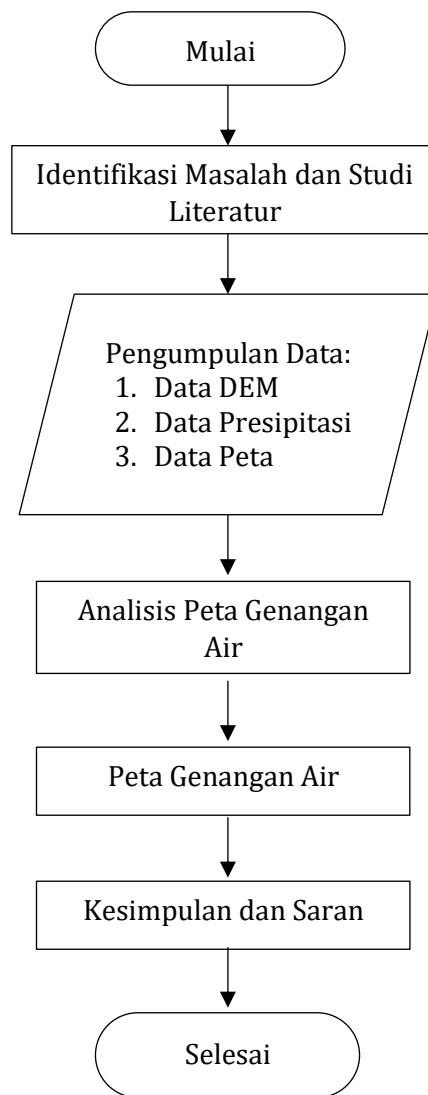 Mulai
Identifikasi Masalah dan Studi
Literatur
Pengumpulan Data:
1. Data DEM
2. Data Presipitasi
3. Data Peta
Analisis Peta Genangan
Air
Peta Genangan Air
Kesimpulan dan Saran
Selesai